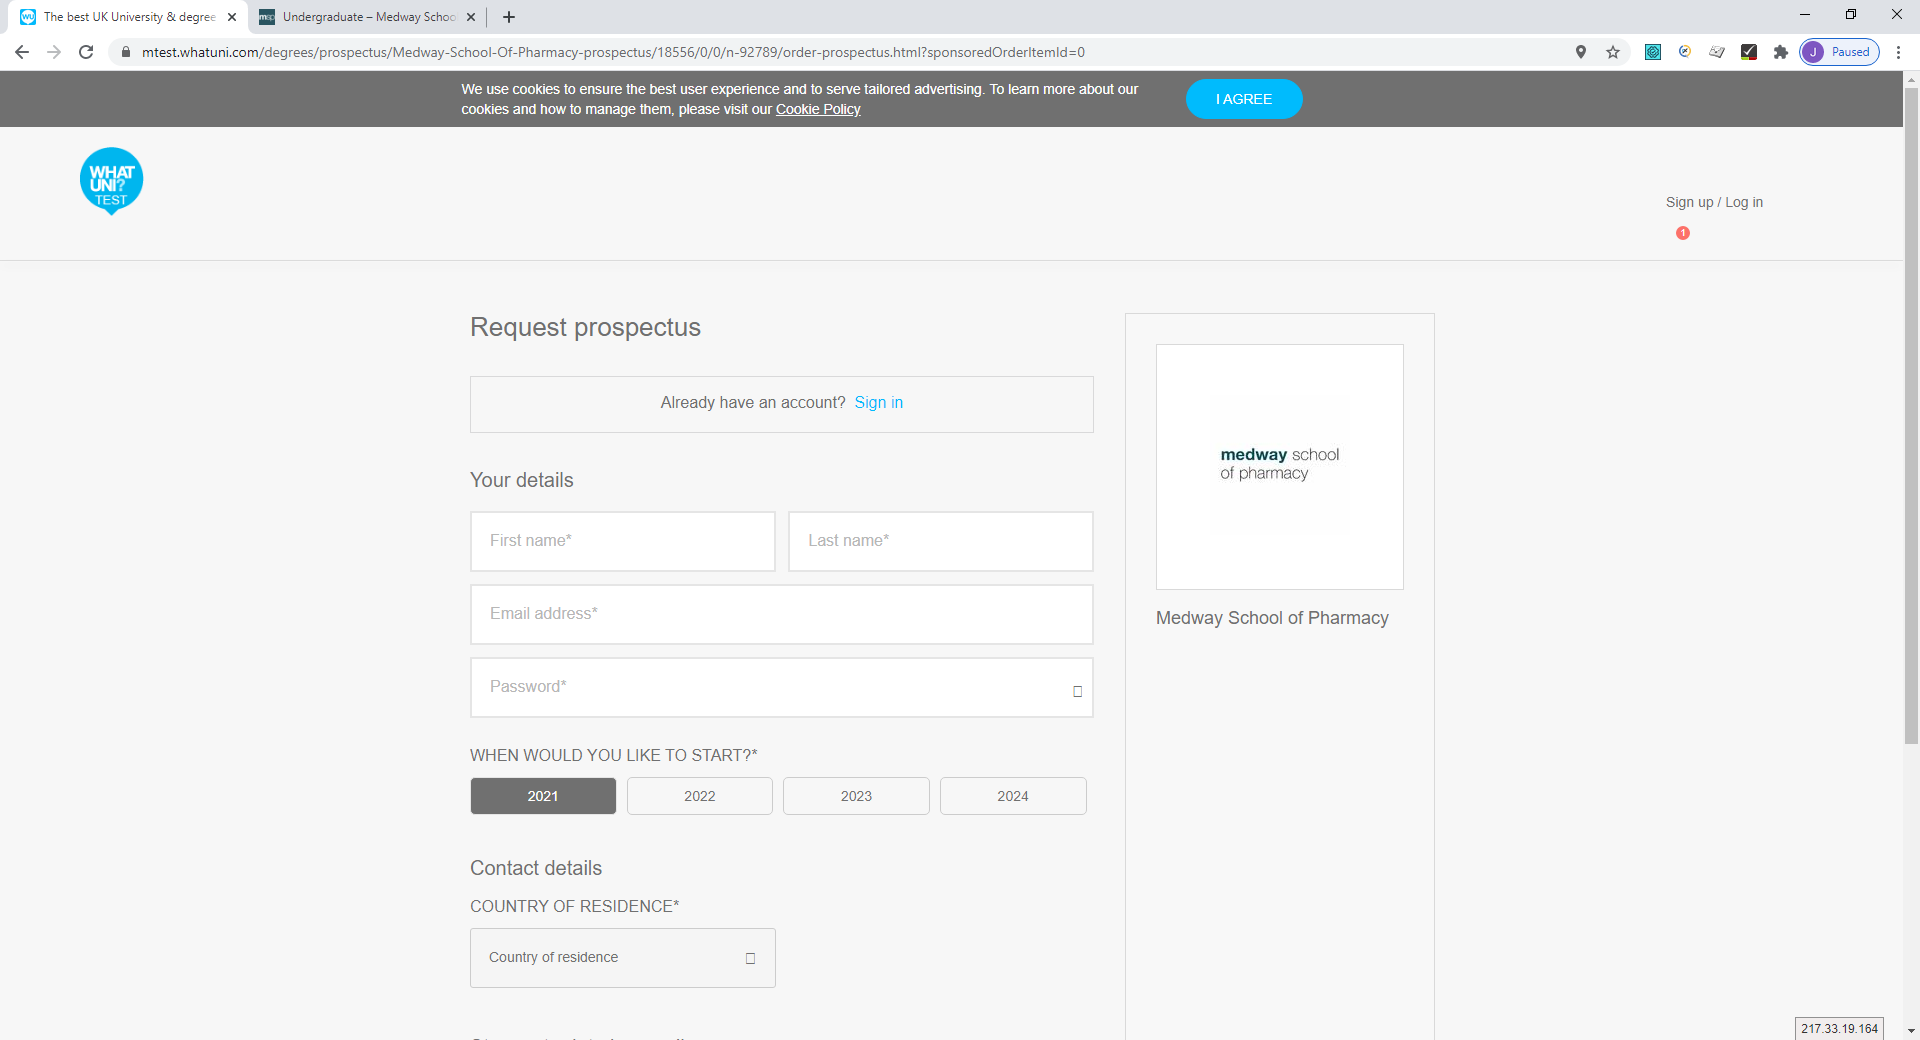 The best UK University & degree
Undergraduate – Medway Schoo
mtest.whatuni.com/degrees/prospectus/Medway-School-Of-Pharmacy-prospectus/18556/0/0/n-92789/order-prospectus.html?sponsoredOrderItemId=0
J Paused
We use cookies to ensure the best user experience and to serve tailored advertising. To learn more about our
cookies and how to manage them, please visit our Cookie Policy
I AGREE
WHAT
UNI?
TEST
Sign up / Log in
1
Request prospectus
Already have an account? Sign in
Your details
First name*
Last name*
Email address*
Password*
WHEN WOULD YOU LIKE TO START?*
2021
2022
2023
2024
Contact details
COUNTRY OF RESIDENCE*
Country of residence
medway school
of pharmacy
Medway School of Pharmacy
217.33.19.164